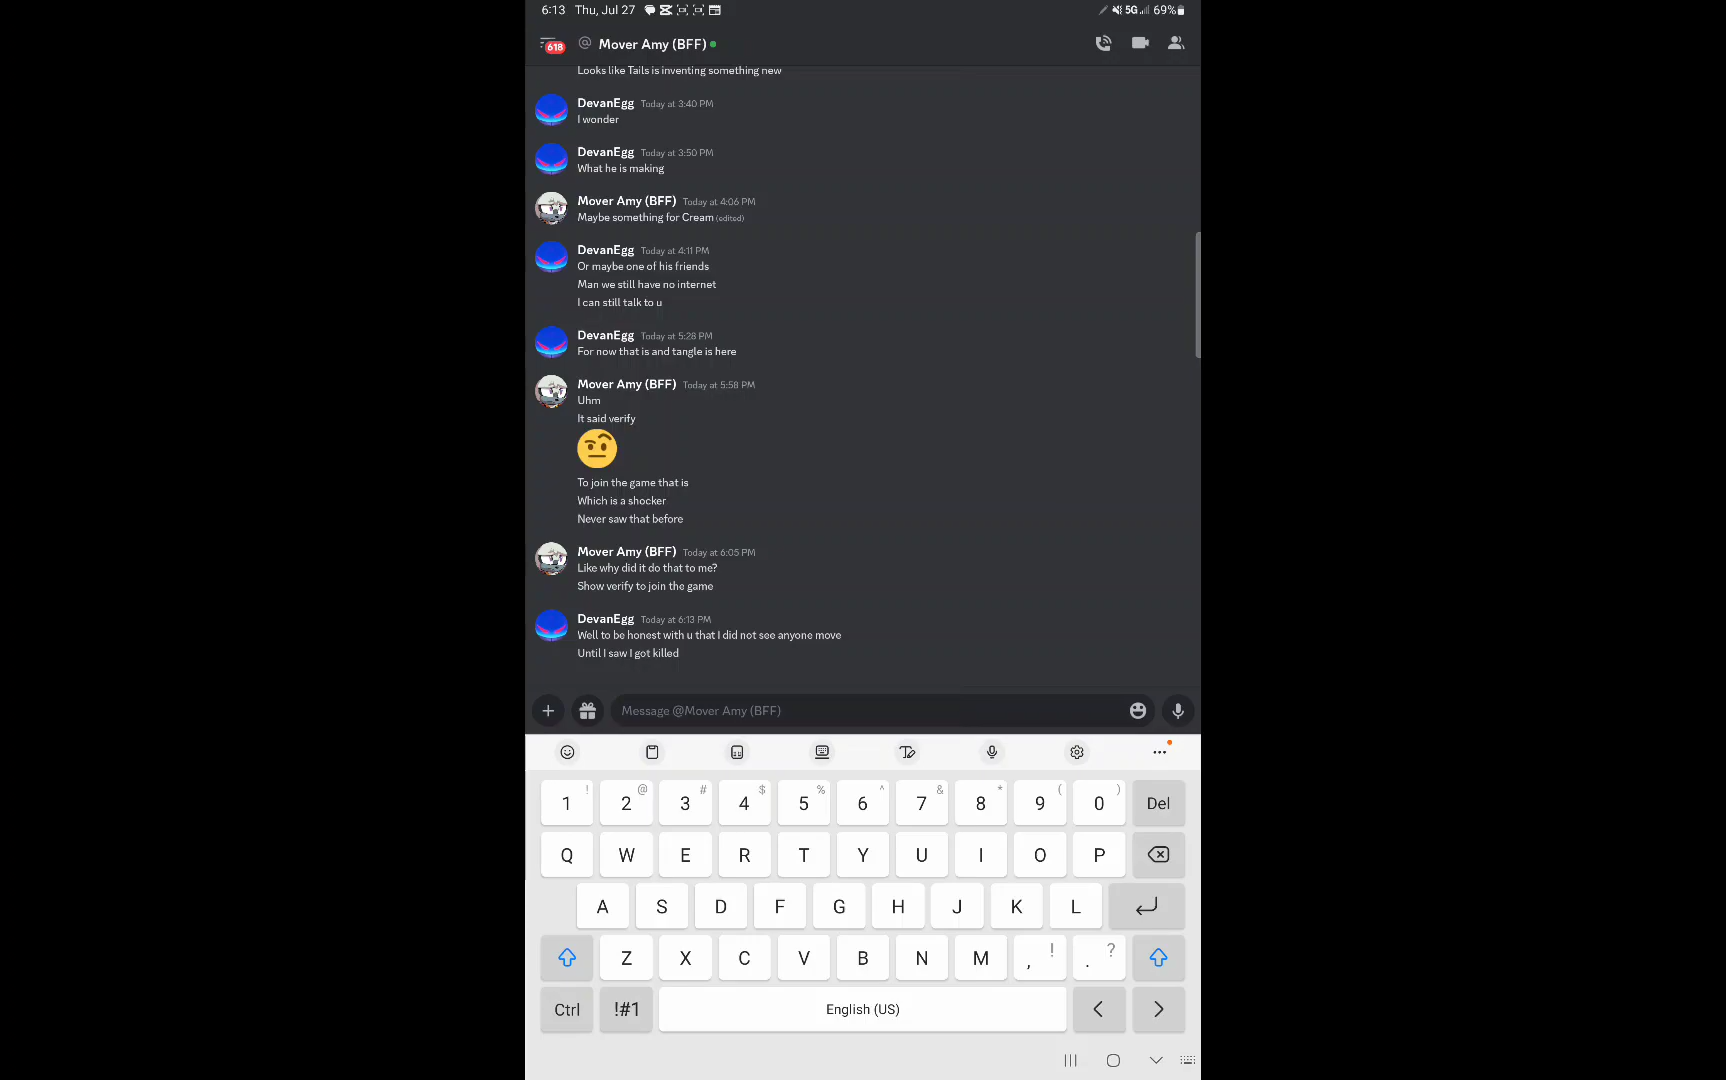 6:13 Thu, Jul 27 5G 69%
618 @ Mover Amy (BFF)
Looks like Tails is inventing something new
DevanEgg Today at 3:40 PM
I wonder
DevanEgg Today at 3:50 PM
What he is making
Mover Amy (BFF) Today at 4:06 PM
Maybe something for Cream (edited)
DevanEgg Today at 4:11 PM
Or maybe one of his friends
Man we still have no internet
I can still talk to u
DevanEgg Today at 5:28 PM
For now that is and tangle is here
Mover Amy (BFF) Today at 5:58 PM
Uhm
It said verify
To join the game that is
Which is a shocker
Never saw that before
Mover Amy (BFF) Today at 6:05 PM
Like why did it do that to me?
Show verify to join the game
DevanEgg Today at 6:13 PM
Well to be honest with u that I did not see anyone move
Until I saw I got killed
Message @Mover Amy (BFF)
1 ! 2 @ 3 # 4 $ 5 % 6 ^ 7 & 8 * 9 ( 0 ) Del
Q W E R T Y U I O P
A S D F G H J K L
Z X C V B N M , ! . ?
Ctrl !#1 English (US) < >